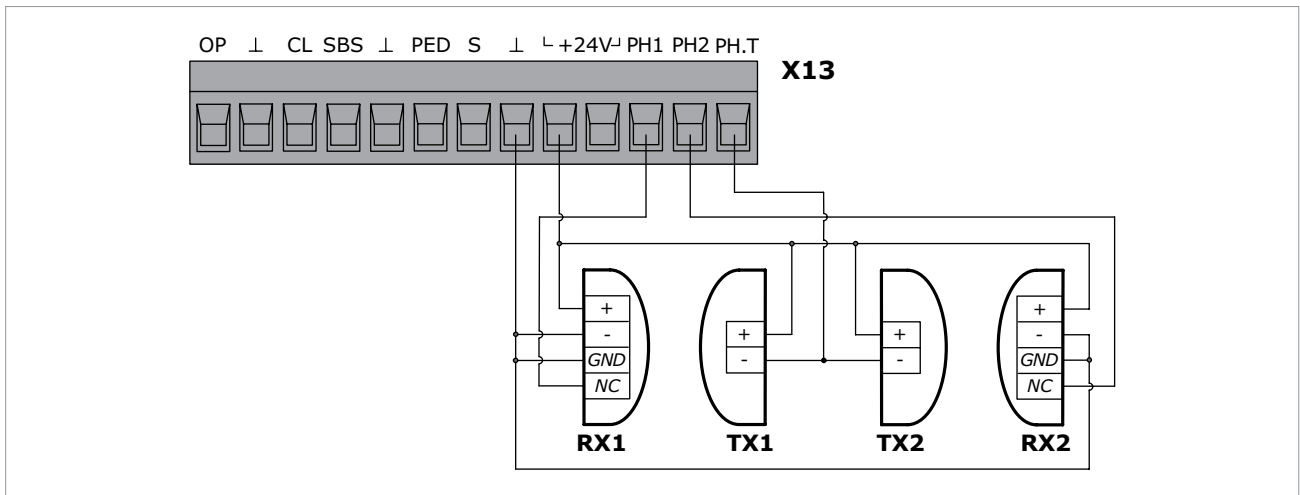 OP ⊥ CL SBS ⊥ PED S ⊥ └ +24V ┘ PH1 PH2 PH.T
X13
+ + + +
- - - -
GND GND
NC NC
RX1 TX1 TX2 RX2